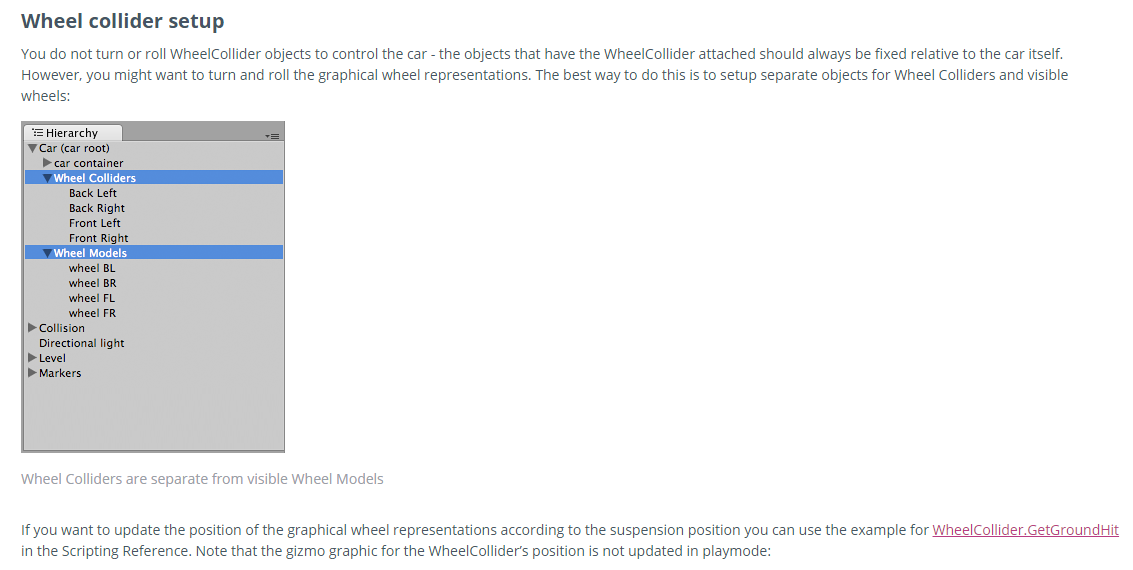 Wheel collider setup
You do not turn or roll WheelCollider objects to control the car - the objects that have the WheelCollider attached should always be fixed relative to the car itself.
However, you might want to turn and roll the graphical wheel representations. The best way to do this is to setup separate objects for Wheel Colliders and visible
wheels:
Hierarchy
Car (car root)
car container
Wheel Colliders
Back Left
Back Right
Front Left
Front Right
Wheel Models
wheel BL
wheel BR
wheel FL
wheel FR
Collision
Directional light
Level
Markers
Wheel Colliders are separate from visible Wheel Models
If you want to update the position of the graphical wheel representations according to the suspension position you can use the example for WheelCollider.GetGroundHit
in the Scripting Reference. Note that the gizmo graphic for the WheelCollider’s position is not updated in playmode: